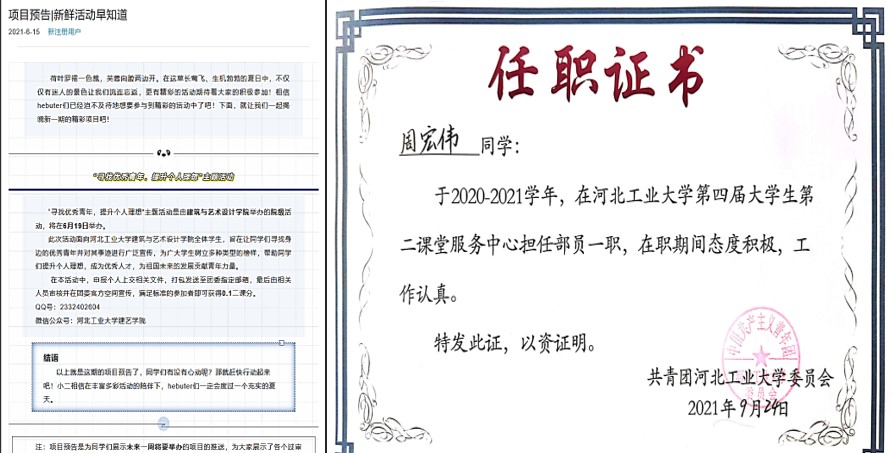 项目预告|新鲜活动早知道
2021-6-15 新注册用户
荷叶罗裙一色裁，芙蓉向脸两边开。在这草长莺飞、生机勃勃的夏日中，不仅
仅有迷人的景色让我们流连忘返，更有精彩的活动期待着大家的积极参加！相信
hebuter们已经迫不及待地想要参与到精彩的活动中了吧！下面，就让我们一起揭
晓新一期的精彩项目吧！
“寻找优秀青年，提升个人理想”主题活动
“寻找优秀青年，提升个人理想”主题活动是由建筑与艺术设计学院举办的院级活
动，将在6月19日举办。
此次活动面向河北工业大学建筑与艺术设计学院全体学生，旨在让同学们寻找身
边的优秀青年并对其事迹进行广泛宣传，为广大学生树立多种类型的榜样，帮助同学
们提升个人理想，成为优秀人才，为祖国未来的发展贡献青年力量。
在本活动中，申报个人上交相关文件，打包发送至团委指定邮箱，最后由相关
人员审核并在团委官方空间宣传，满足标准的参加者即可获得0.1二课分。
QQ号：2332402604
微信公众号：河北工业大学建艺学院
结语
以上就是这期的项目预告了，同学们有没有心动呢？那就赶快行动起来
吧！小二相信在丰富多彩活动的陪伴下，hebuter们一定会度过一个充实的夏
天。
注：项目预告是为同学们展示未来一周将要举办的项目的推送，为大家展示了各个过审
任职证书
周宏伟 同学：
于2020-2021学年，在河北工业大学第四届大学生第
二课堂服务中心担任部员一职，在职期间态度积极，工
作认真。
特发此证，以资证明。
中国共产主义青年团
共青团河北工业大学委员会
2021年9月24日